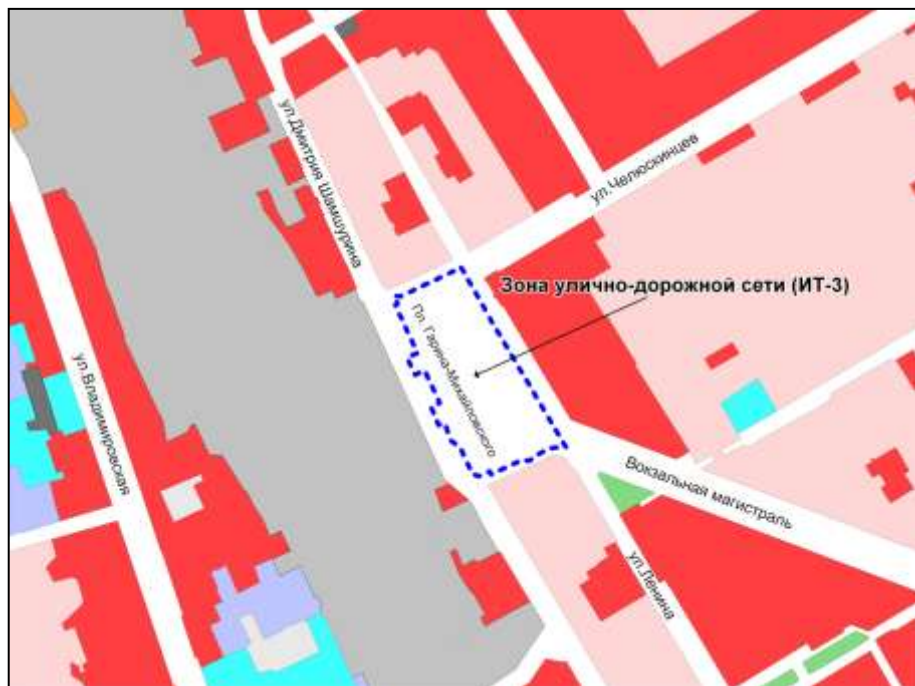 ул.Дмитрия Шамшурина
ул.Челюскинцев
Зона улично-дорожной сети (ИТ-3)
Пл. Гарина-Михайловского
ул.Владимировская
Вокзальная магистраль
ул.Ленина